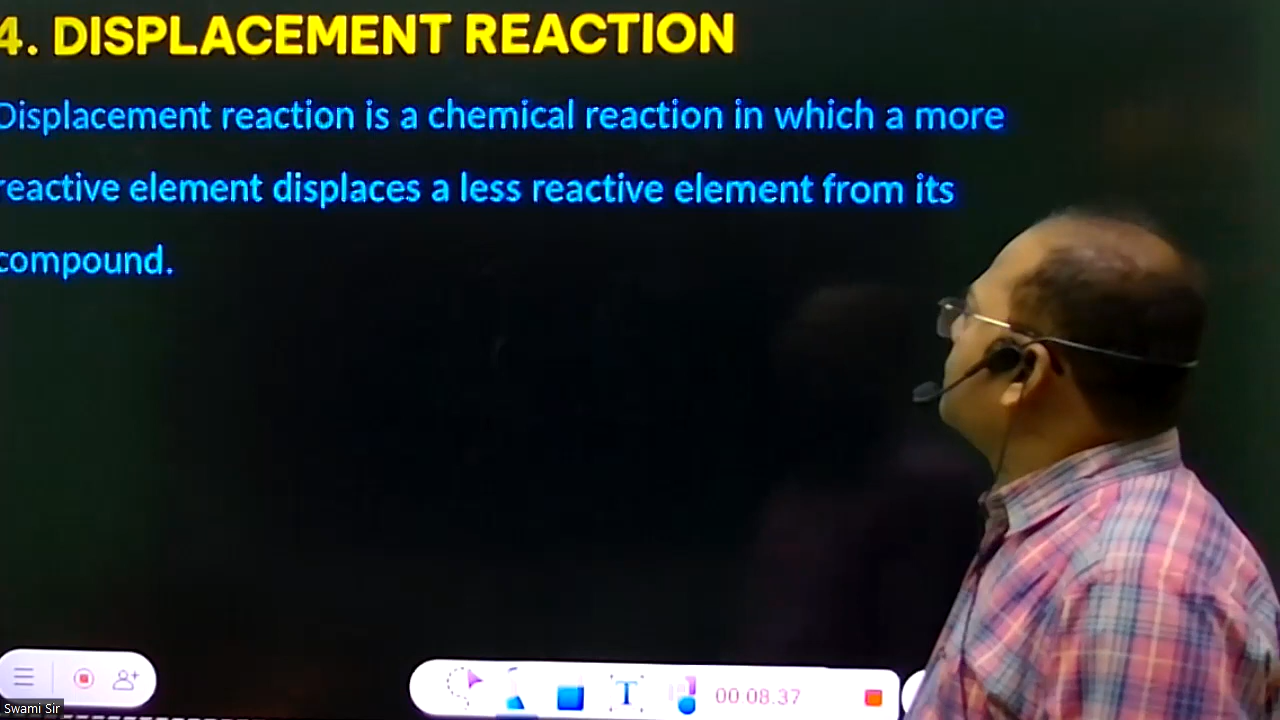 4. DISPLACEMENT REACTION
Displacement reaction is a chemical reaction in which a more
reactive element displaces a less reactive element from its
compound.
T
00:08:37
Swami Sir